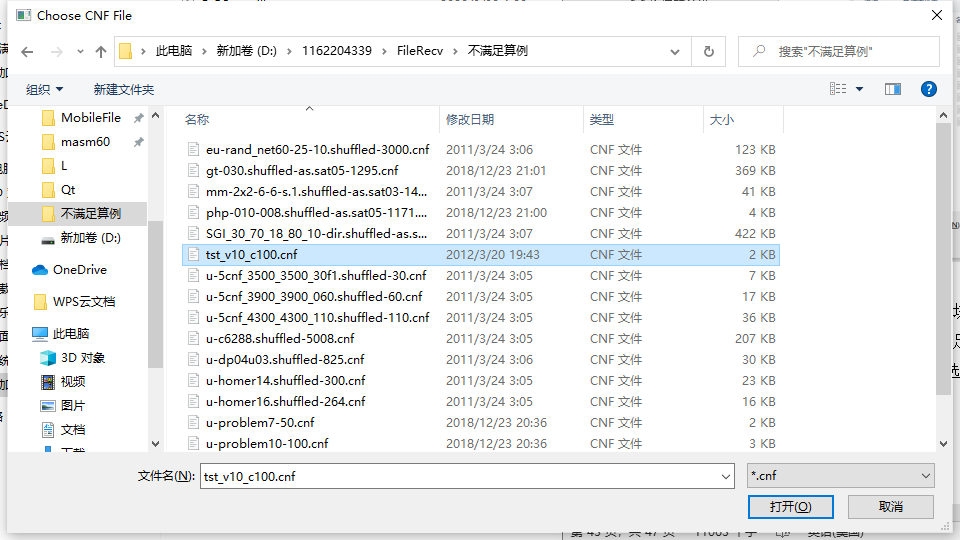 Choose CNF File
此电脑 › 新加卷 (D:) › 1162204339 › FileRecv › 不满足算例
搜索"不满足算例"
组织 新建文件夹
MobileFile
masm60
L
Qt
不满足算例
新加卷 (D:)
OneDrive
WPS云文档
此电脑
3D 对象
视频
图片
文档
名称 修改日期 类型 大小
eu-rand_net60-25-10.shuffled-3000.cnf 2011/3/24 3:06 CNF 文件 123 KB
gt-030.shuffled-as.sat05-1295.cnf 2018/12/23 21:01 CNF 文件 369 KB
mm-2x2-6-6-s.1.shuffled-as.sat03-14... 2011/3/24 3:07 CNF 文件 41 KB
php-010-008.shuffled-as.sat05-1171.... 2018/12/23 21:00 CNF 文件 4 KB
SGI_30_70_18_80_10-dir.shuffled-as.s... 2011/3/24 3:07 CNF 文件 422 KB
tst_v10_c100.cnf 2012/3/20 19:43 CNF 文件 2 KB
u-5cnf_3500_3500_30f1.shuffled-30.cnf 2011/3/24 3:05 CNF 文件 7 KB
u-5cnf_3900_3900_060.shuffled-60.cnf 2011/3/24 3:05 CNF 文件 17 KB
u-5cnf_4300_4300_110.shuffled-110.cnf 2011/3/24 3:05 CNF 文件 36 KB
u-c6288.shuffled-5008.cnf 2011/3/24 3:05 CNF 文件 207 KB
u-dp04u03.shuffled-825.cnf 2011/3/24 3:06 CNF 文件 30 KB
u-homer14.shuffled-300.cnf 2011/3/24 3:05 CNF 文件 23 KB
u-homer16.shuffled-264.cnf 2011/3/24 3:05 CNF 文件 16 KB
u-problem7-50.cnf 2018/12/23 20:36 CNF 文件 2 KB
u-problem10-100.cnf 2018/12/23 20:36 CNF 文件 3 KB
文件名(N): tst_v10_c100.cnf *.cnf
打开(O) 取消